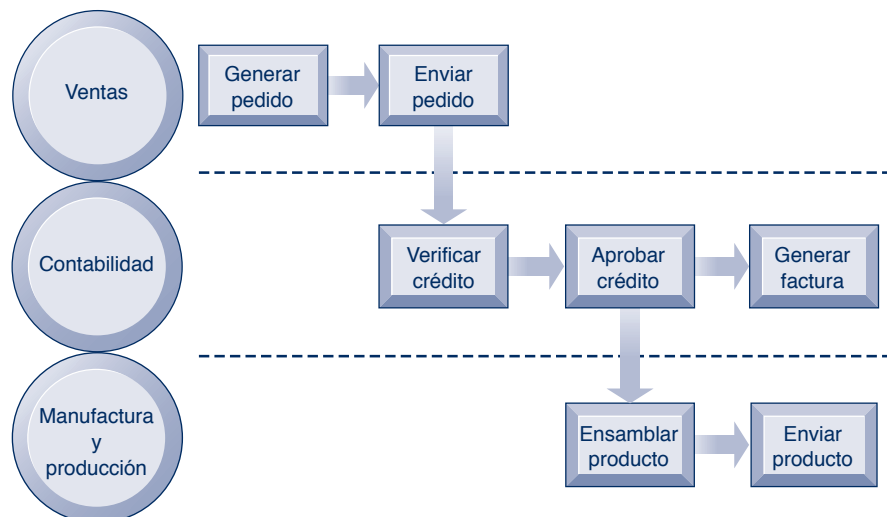 Ventas
Generar
pedido
Enviar
pedido
Contabilidad
Verificar
crédito
Aprobar
crédito
Generar
factura
Manufactura
y
producción
Ensamblar
producto
Enviar
producto